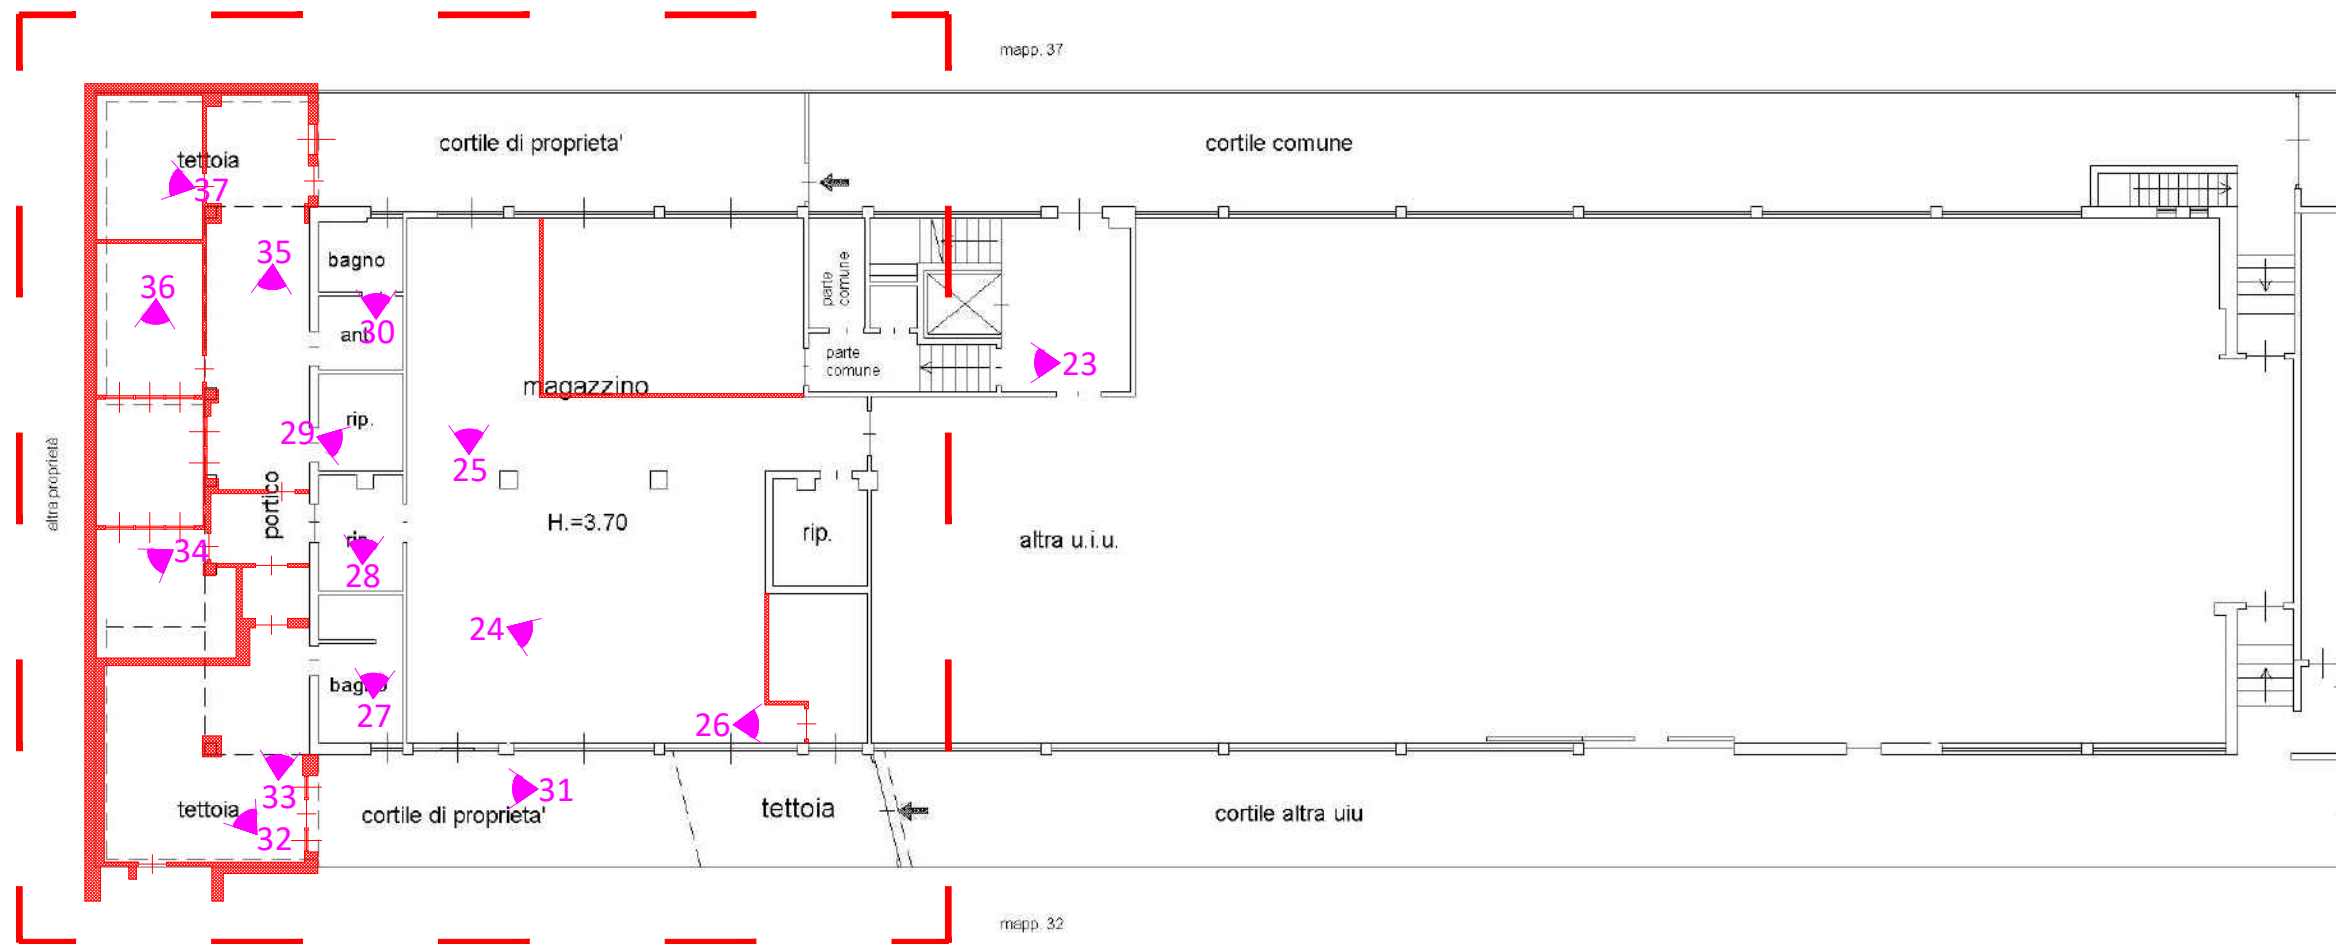 mapp. 37
cortile di proprieta'
cortile comune
tettoia
37
35
bagno
parte
comune
36
30
anti
parte
comune
23
magazzino
29
rip.
25
altra proprietà
portico
H.=3.70
rip.
altra u.i.u.
34
rip.
28
24
bagno
27
26
31
33
tettoia
32
cortile di proprieta'
tettoia
cortile altra uiu
mapp. 32